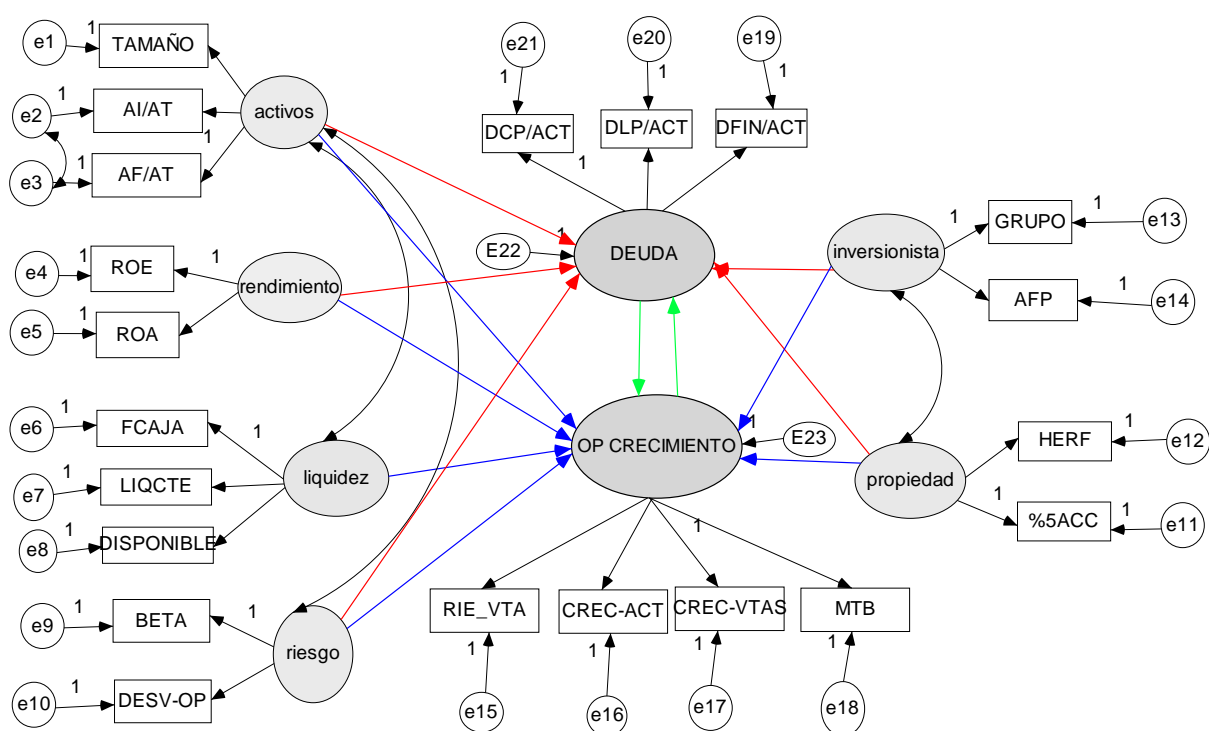 e1
1
TAMAÑO
e21
e20
e19
1
1
1
e2
1
AI/AT
activos
DCP/ACT
DLP/ACT
DFIN/ACT
1
1
e3
1
AF/AT
GRUPO
1
1
e13
E22
1
DEUDA
inversionista
e4
1
ROE
1
rendimiento
AFP
1
e14
e5
1
ROA
e6
1
FCAJA
1
OP CRECIMIENTO
1
E23
HERF
1
e12
e7
1
LIQCTE
liquidez
propiedad
e8
1
DISPONIBLE
1
%5ACC
1
e11
e9
1
BETA
1
RIE_VTA
CREC-ACT
CREC-VTAS
1
MTB
riesgo
1
1
1
1
e10
1
DESV-OP
e15
e16
e17
e18